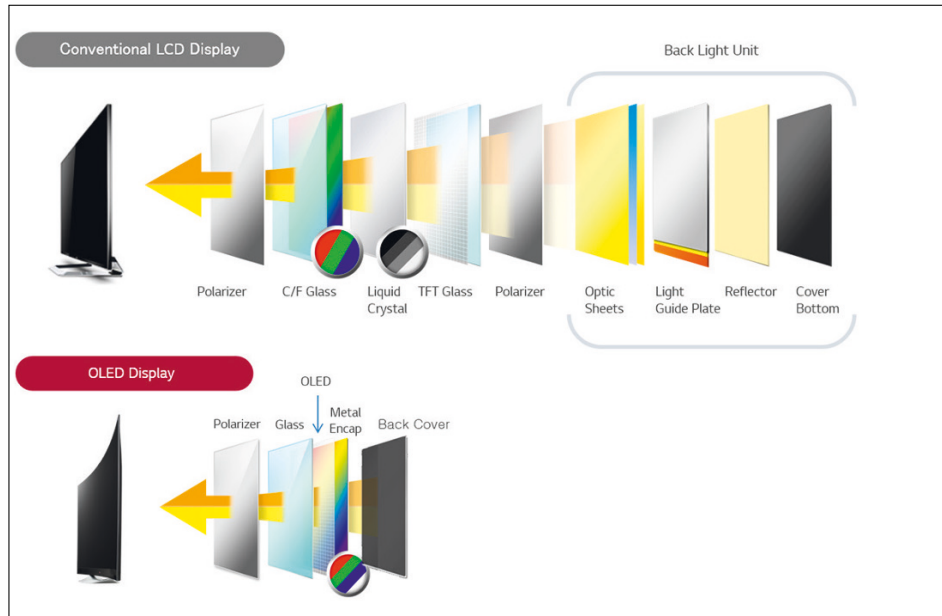 Conventional LCD Display
Back Light Unit
Polarizer
C/F Glass
Liquid
Crystal
TFT Glass
Polarizer
Optic
Sheets
Light
Guide Plate
Reflector
Cover
Bottom
OLED Display
OLED
Polarizer
Glass
Metal
Encap
Back Cover